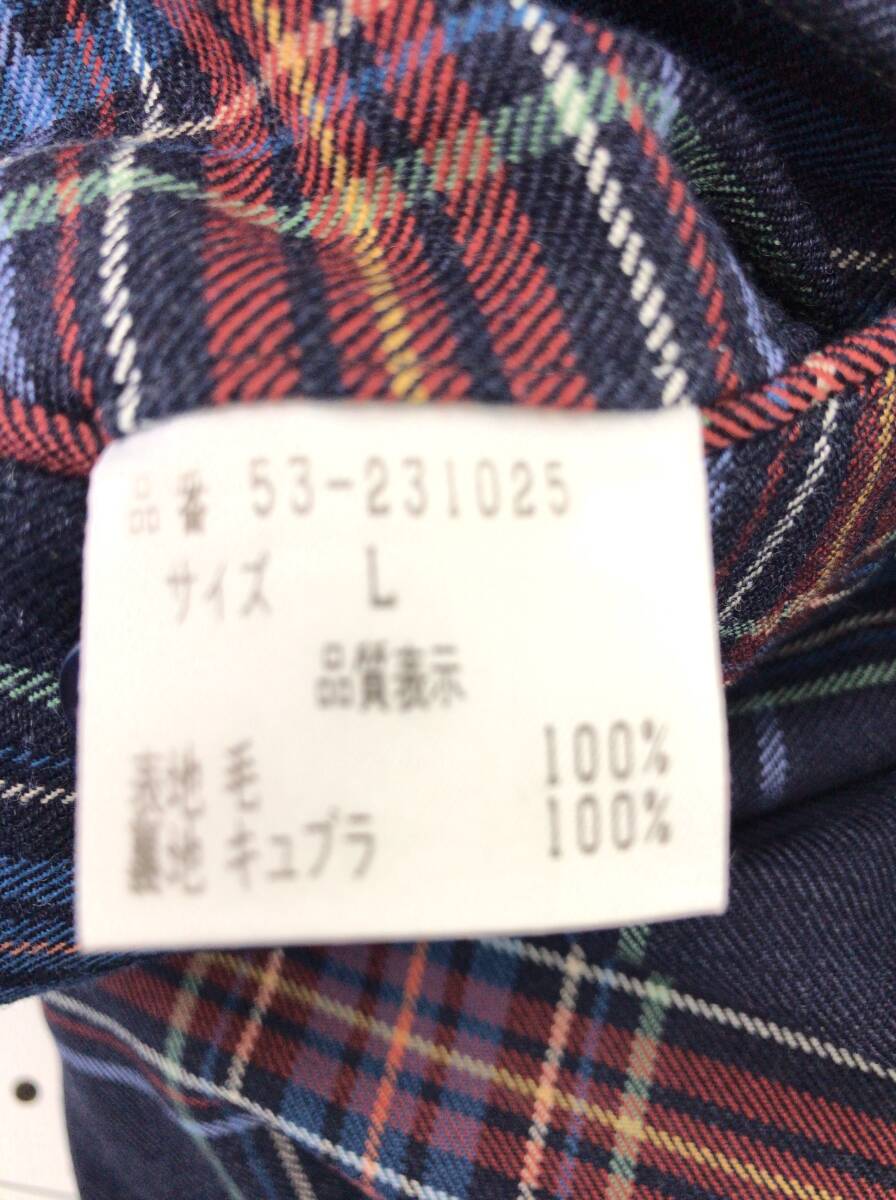 品番 53-231025
サイズ L
品質表示
表地 毛 100%
裏地 キュプラ 100%